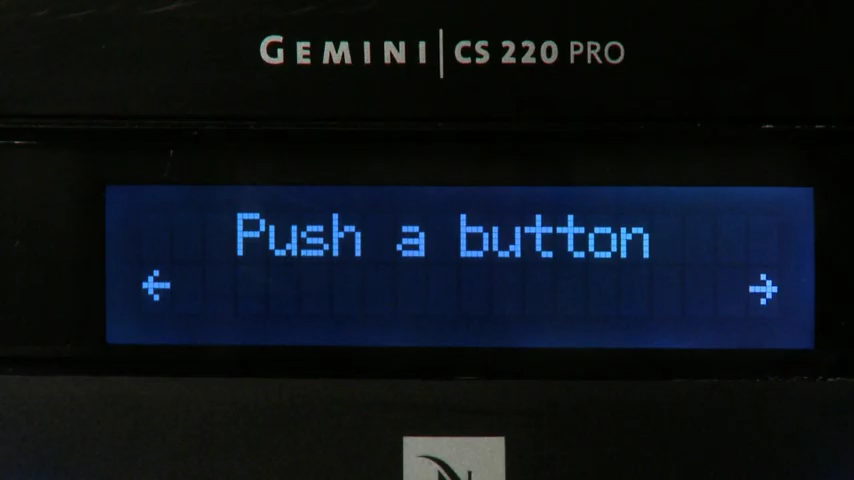 GEMINI | CS 220 PRO
Push a button
← →
N